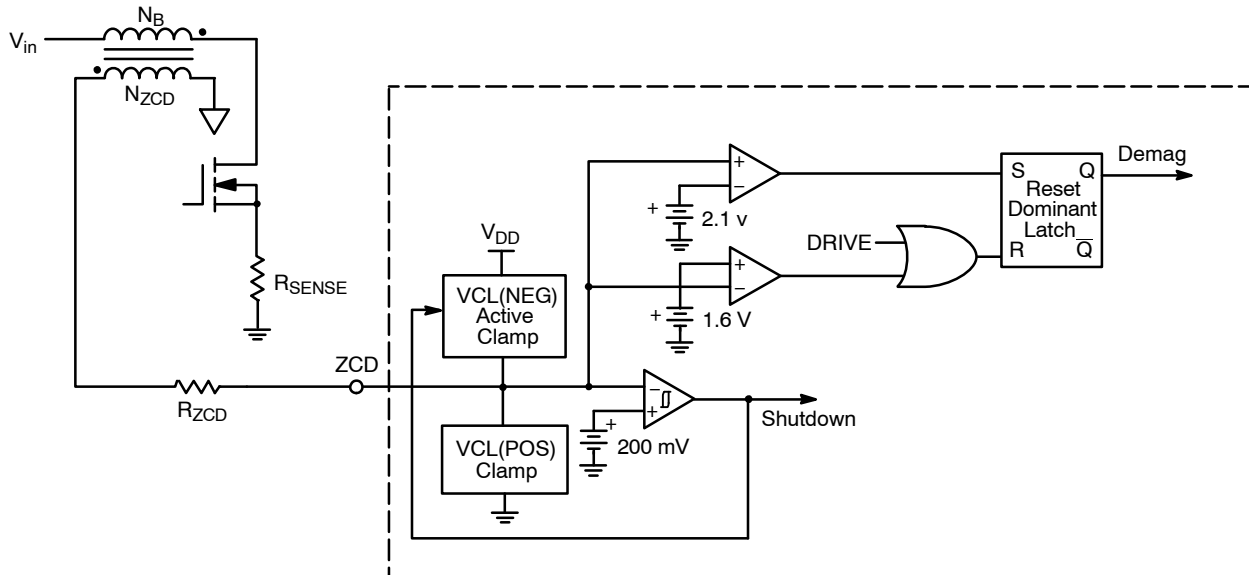 N_B
V_in
N_ZCD
R_SENSE
R_ZCD
ZCD
V_DD
VCL(NEG)
Active
Clamp
VCL(POS)
Clamp
+
−
+
2.1 v
+
−
+
1.6 V
−
+
+
200 mV
Shutdown
DRIVE
S
Q
Reset
Dominant
Latch
R
Q̅
Demag